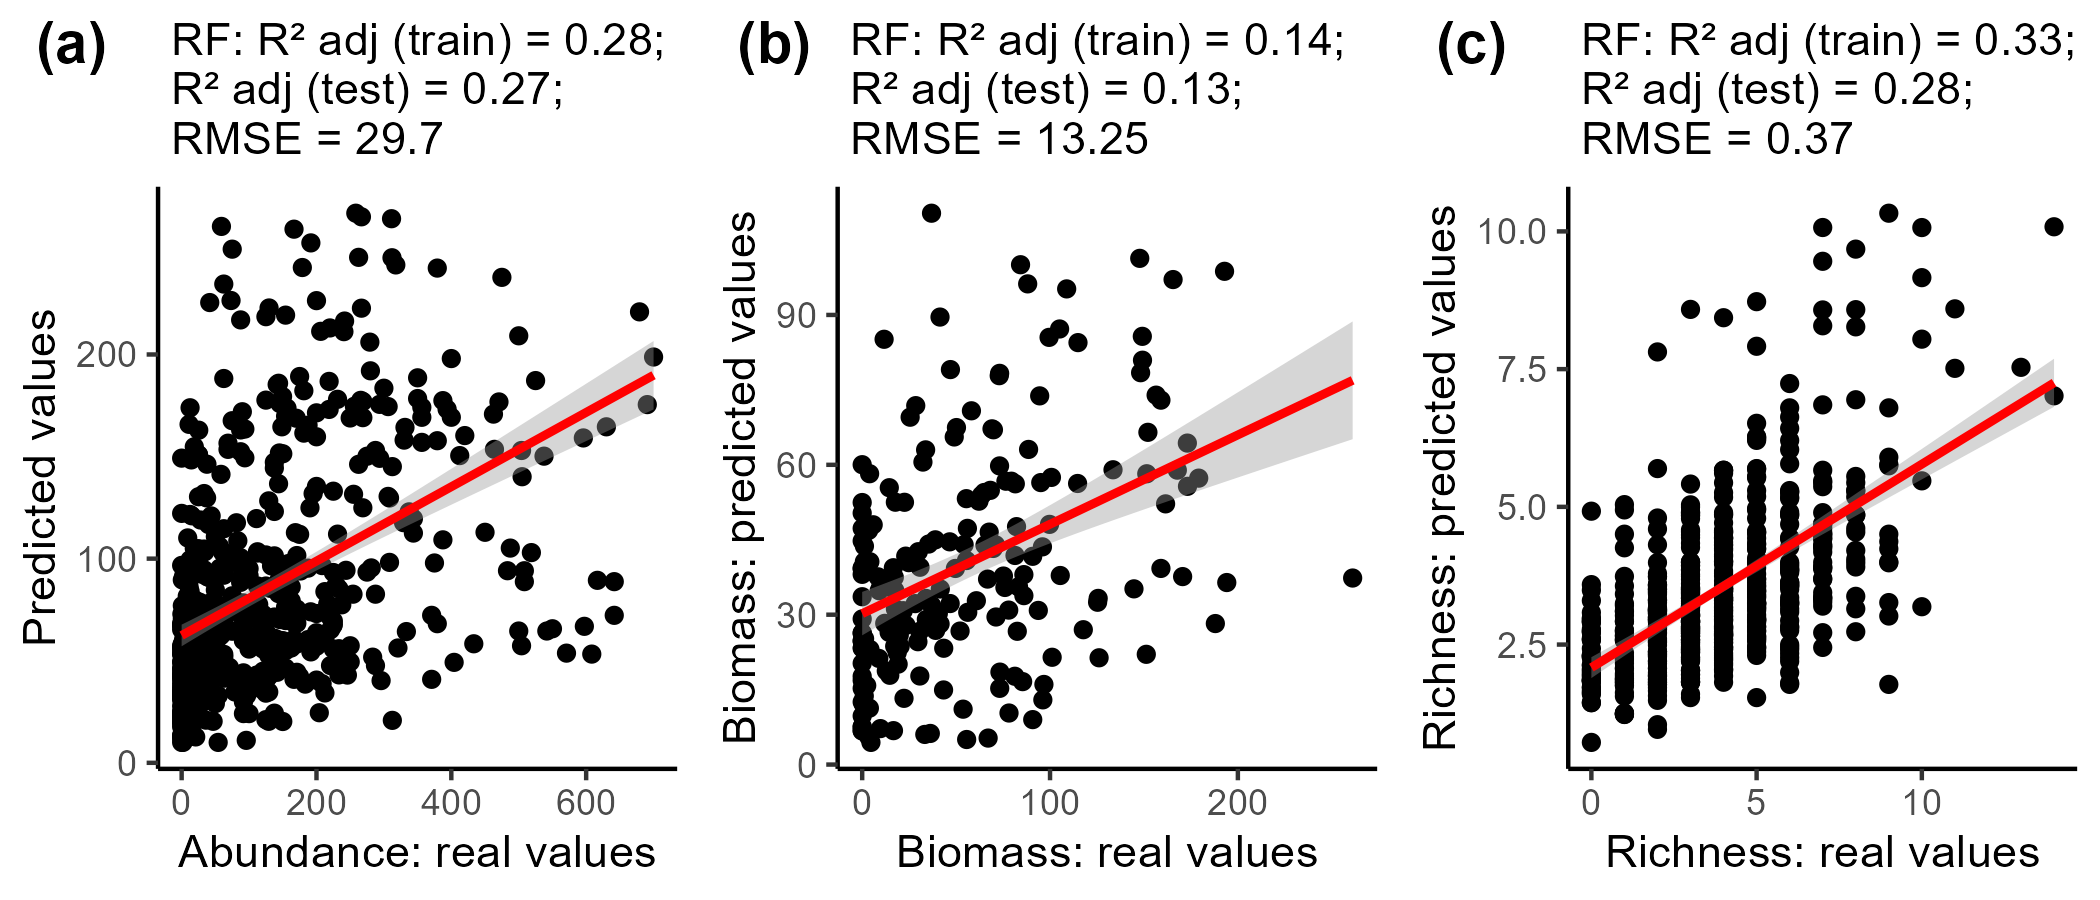 (a)
RF: R² adj (train) = 0.28;
R² adj (test) = 0.27;
RMSE = 29.7
Predicted values
200
100
0
0 200 400 600
Abundance: real values
(b)
RF: R² adj (train) = 0.14;
R² adj (test) = 0.13;
RMSE = 13.25
Biomass: predicted values
90
60
30
0
0 100 200
Biomass: real values
(c)
RF: R² adj (train) = 0.33;
R² adj (test) = 0.28;
RMSE = 0.37
Richness: predicted values
10.0
7.5
5.0
2.5
0 5 10
Richness: real values